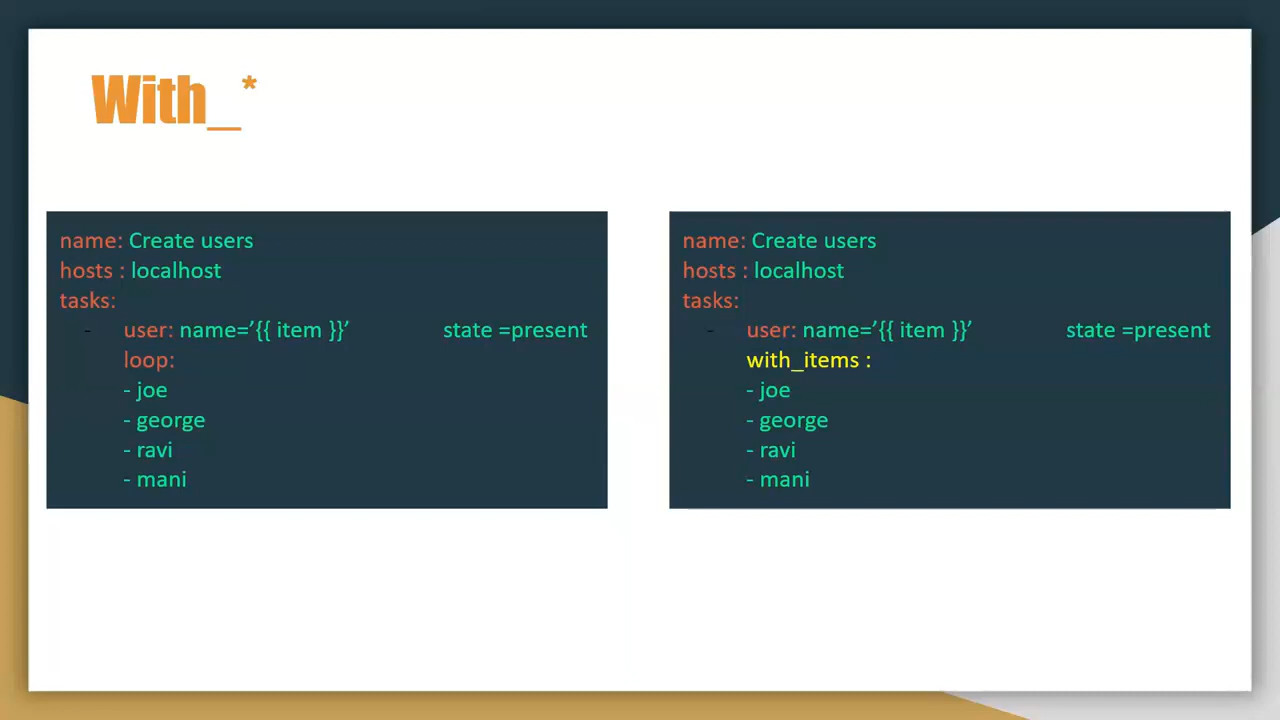 With_*
name: Create users
hosts : localhost
tasks:
- user: name=’{{ item }}’ state =present
loop:
- joe
- george
- ravi
- mani
name: Create users
hosts : localhost
tasks:
- user: name=’{{ item }}’ state =present
with_items :
- joe
- george
- ravi
- mani